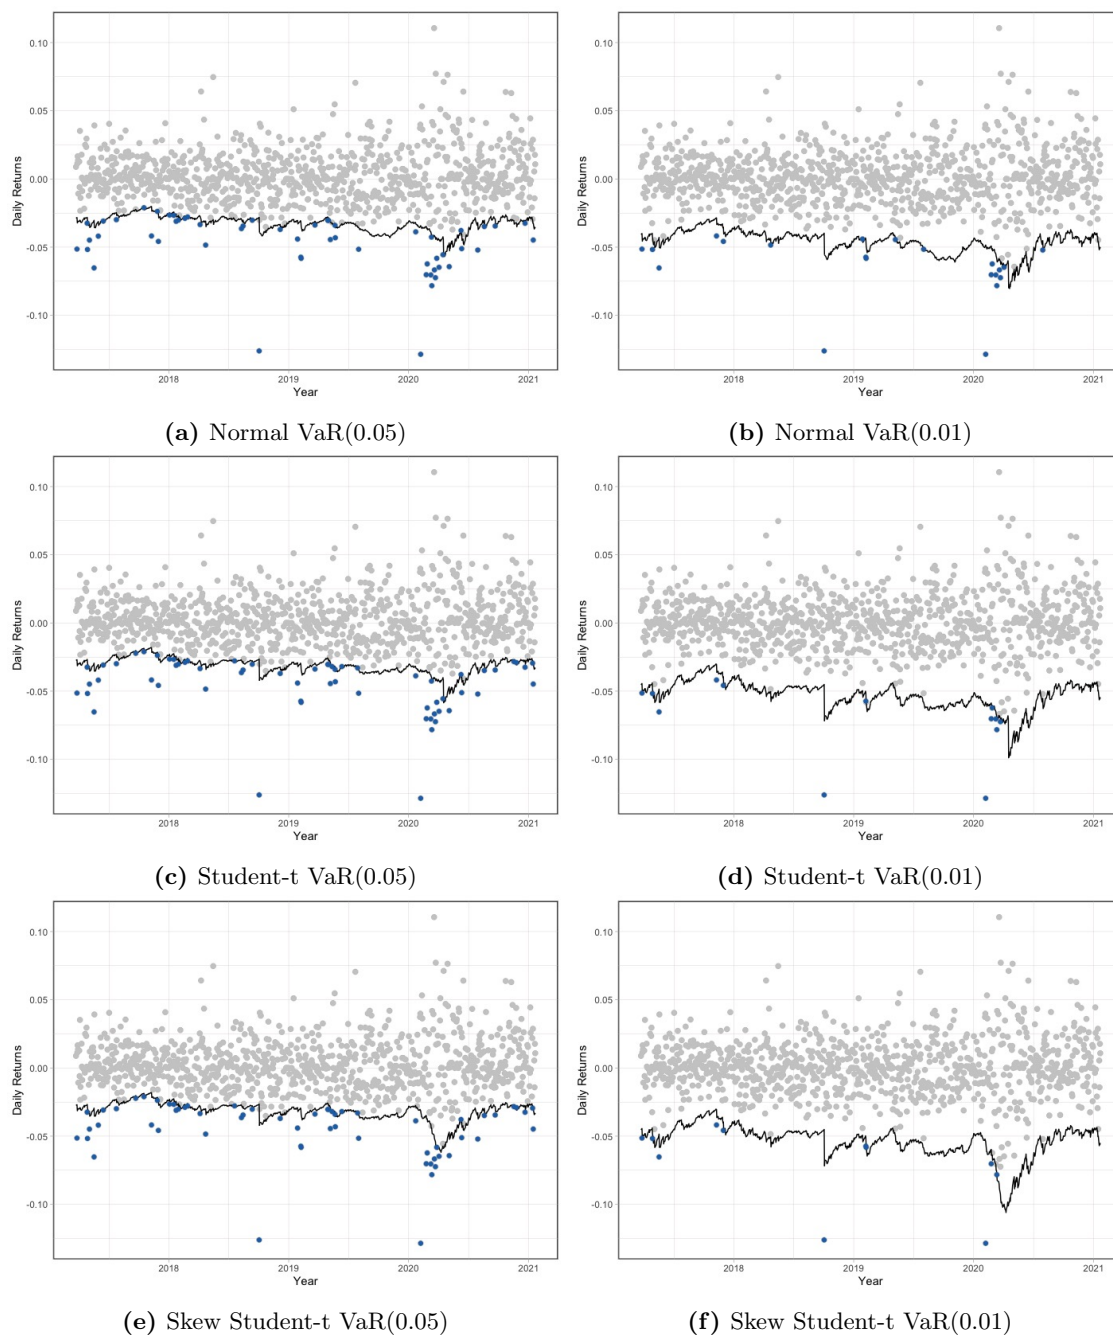 0.10 0.10
0.05 0.05
0.00 0.00
-0.05 -0.05
-0.10 -0.10
Daily Returns Daily Returns
2018 2019 2020 2021 2018 2019 2020 2021
Year Year
(a) Normal VaR(0.05) (b) Normal VaR(0.01)
0.10 0.10
0.05 0.05
0.00 0.00
-0.05 -0.05
-0.10 -0.10
Daily Returns Daily Returns
2018 2019 2020 2021 2018 2019 2020 2021
Year Year
(c) Student-t VaR(0.05) (d) Student-t VaR(0.01)
0.10 0.10
0.05 0.05
0.00 0.00
-0.05 -0.05
-0.10 -0.10
Daily Returns Daily Returns
2018 2019 2020 2021 2018 2019 2020 2021
Year Year
(e) Skew Student-t VaR(0.05) (f) Skew Student-t VaR(0.01)